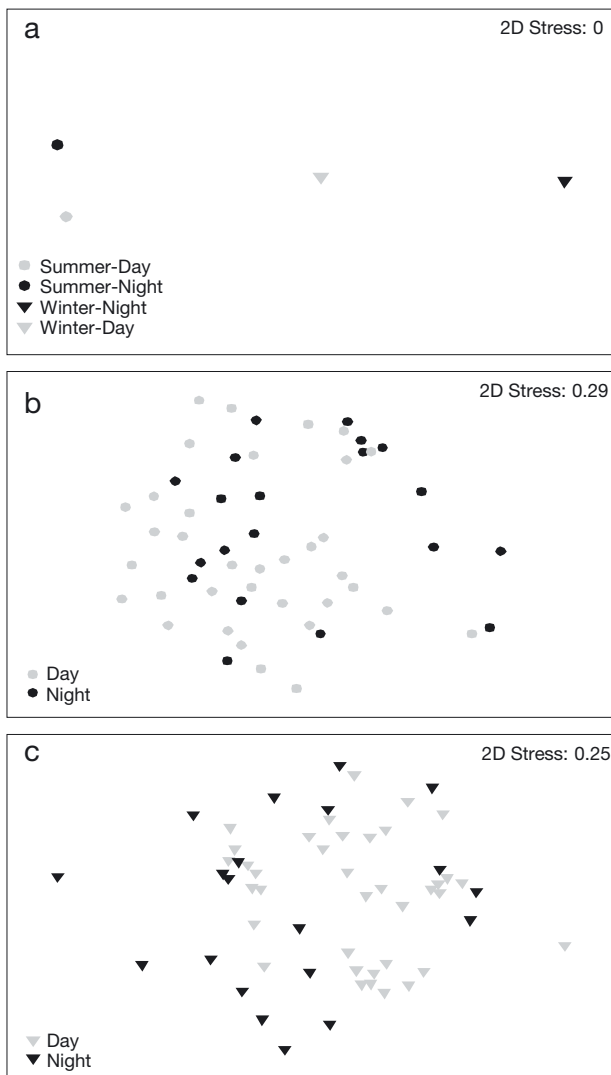 a
2D Stress: 0
Summer-Day
Summer-Night
Winter-Night
Winter-Day
b
2D Stress: 0.29
Day
Night
c
2D Stress: 0.25
Day
Night